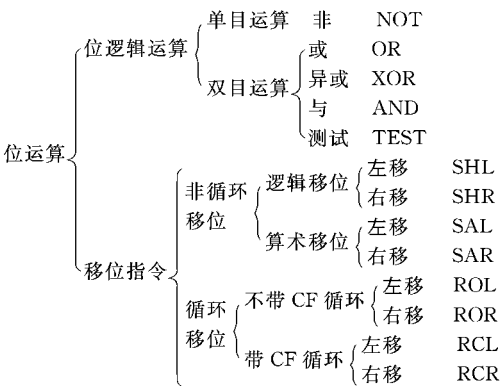 单目运算 非 NOT
位逻辑运算
或 OR
异或 XOR
双目运算
与 AND
测试 TEST
位运算
左移 SHL
非循环 逻辑移位
右移 SHR
移位
左移 SAL
算术移位
右移 SAR
移位指令
左移 ROL
不带 CF 循环
循环
右移 ROR
移位
左移 RCL
带 CF 循环
右移 RCR